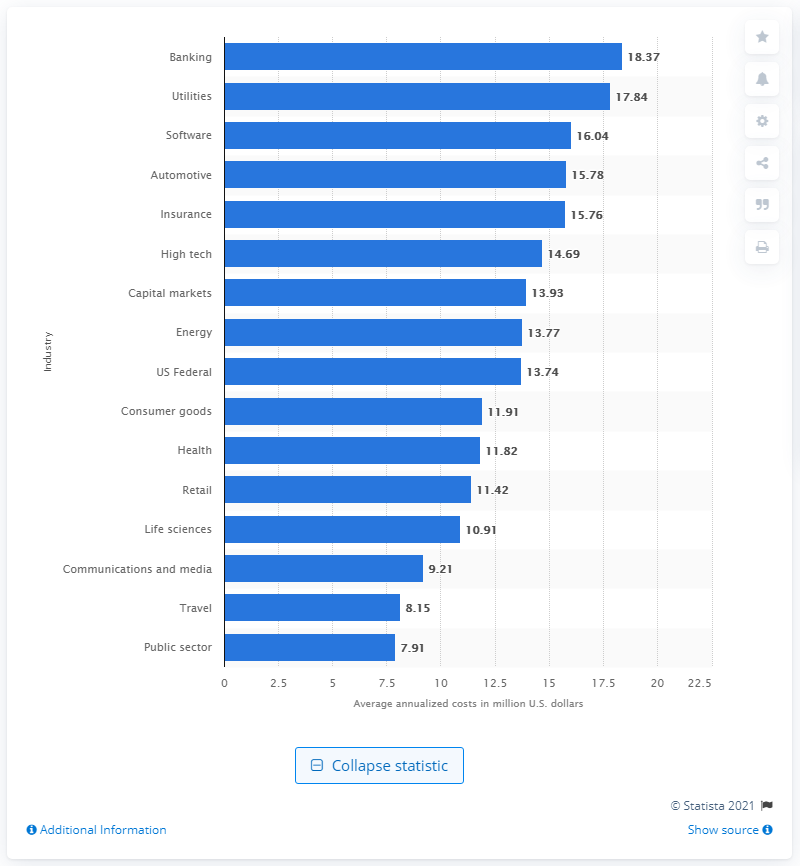 Banking 18.37
Utilities 17.84
Software 16.04
Automotive 15.78
Insurance 15.76
High tech 14.69
Capital markets 13.93
Energy 13.77
Industry
US Federal 13.74
Consumer goods 11.91
Health 11.82
Retail 11.42
Life sciences 10.91
Communications and media 9.21
Travel 8.15
Public sector 7.91
0 2.5 5 7.5 10 12.5 15 17.5 20 22.5
Average annualized costs in million U.S. dollars
Collapse statistic
© Statista 2021
Additional Information Show source